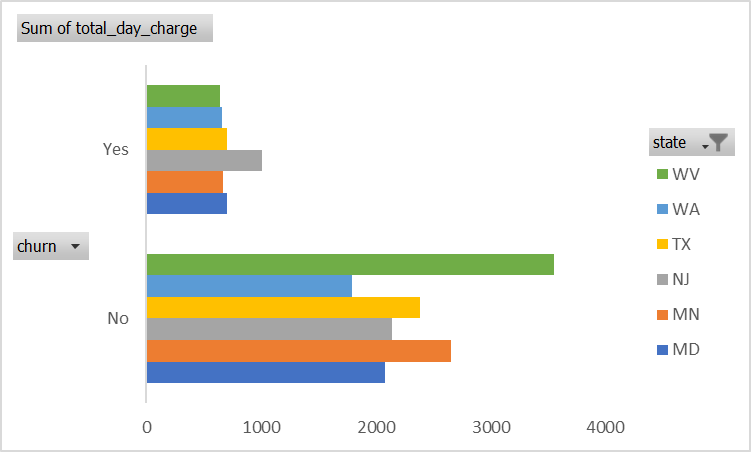 Sum of total_day_charge
Yes
churn
No
0 1000 2000 3000 4000
state
WV
WA
TX
NJ
MN
MD